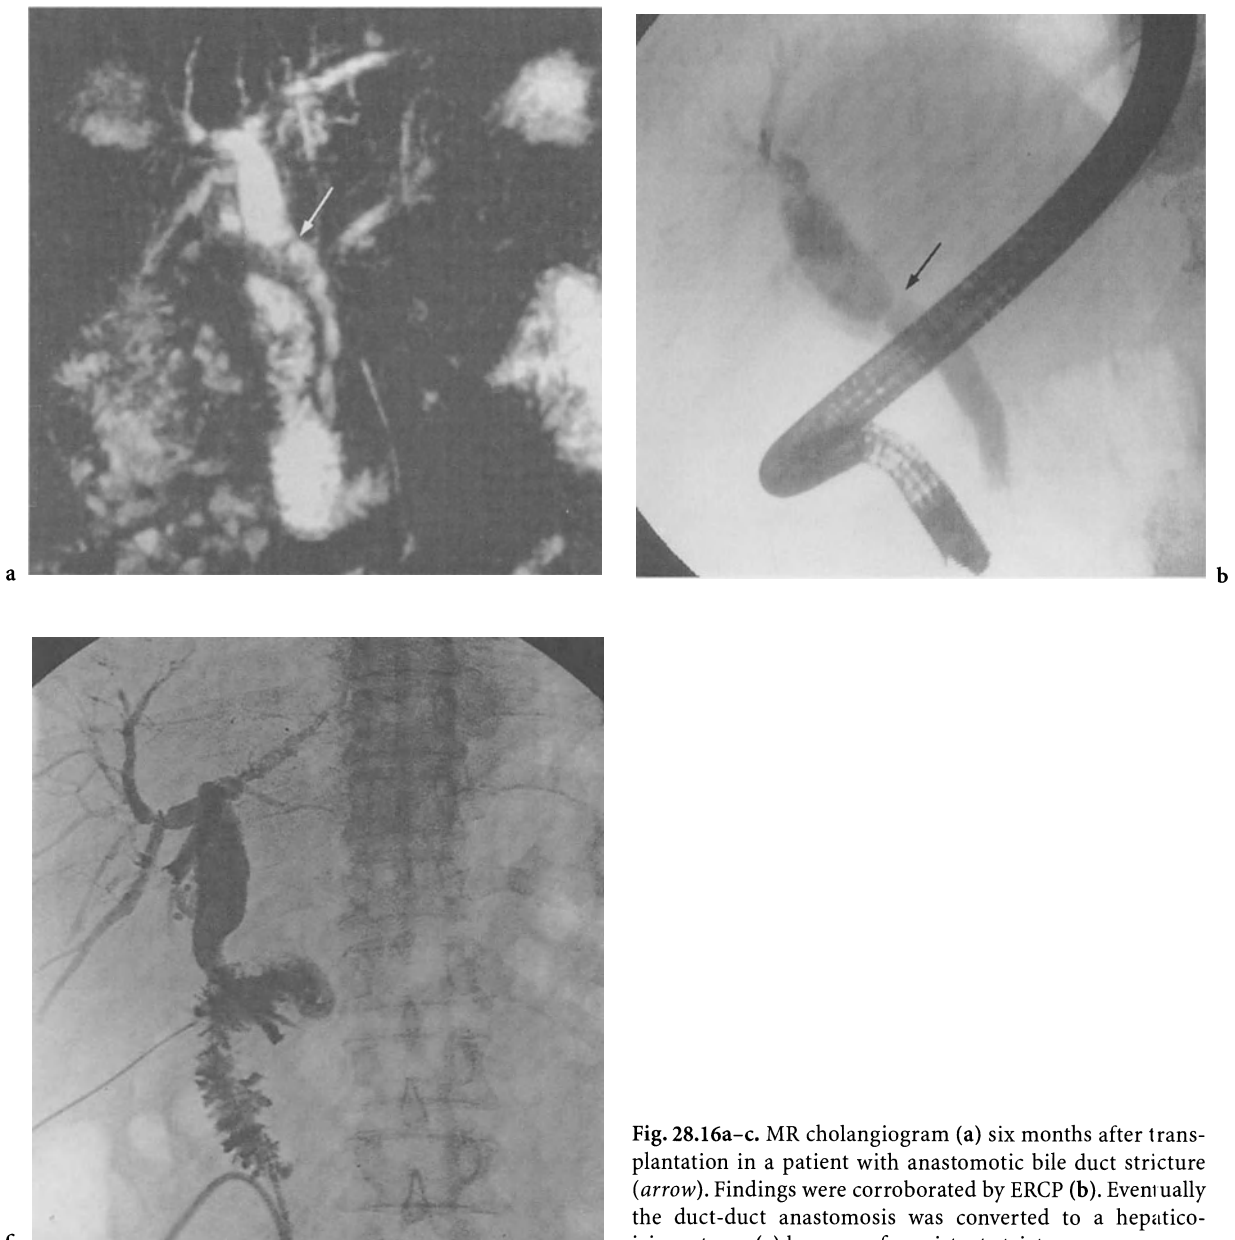 a
b
Fig. 28.16a–c. MR cholangiogram (a) six months after trans-
plantation in a patient with anastomotic bile duct stricture
(arrow). Findings were corroborated by ERCP (b). Eventually
the duct-duct anastomosis was converted to a hepatico-